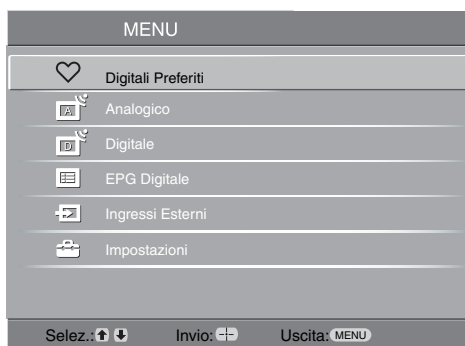 MENU
Digitali Preferiti
A Analogico
D Digitale
EPG Digitale
Ingressi Esterni
Impostazioni
Selez.: Invio: Uscita: MENU